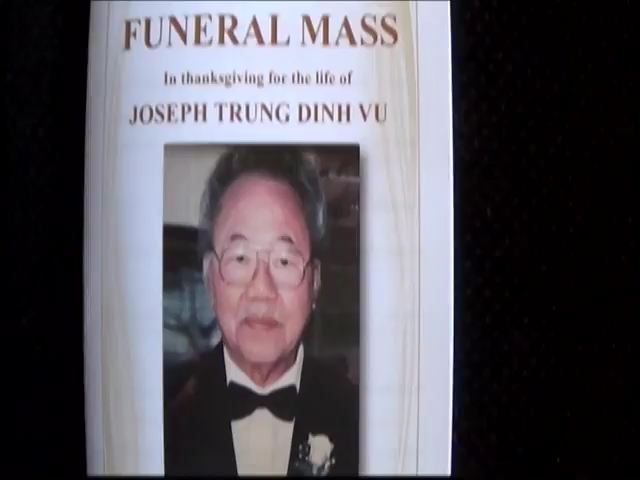 FUNERAL MASS
In thanksgiving for the life of
JOSEPH TRUNG DINH VU